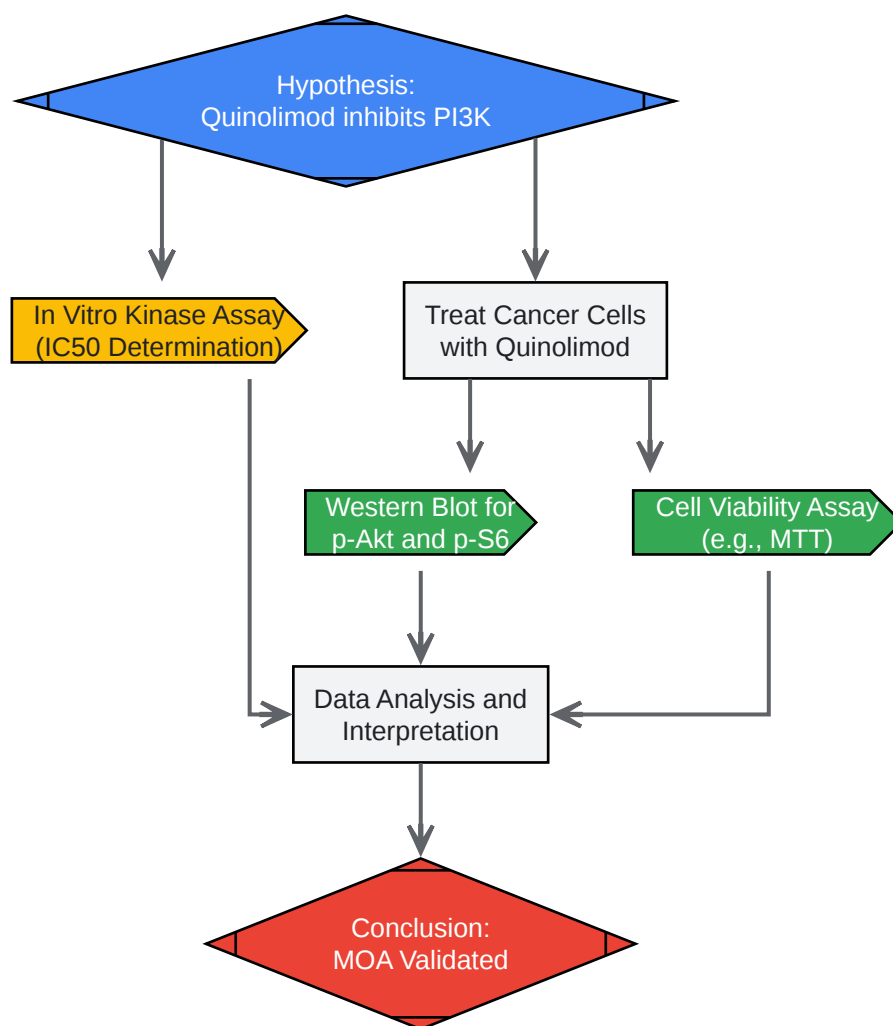 Hypothesis:
Quinolimod inhibits PI3K
In Vitro Kinase Assay
(IC50 Determination)
Treat Cancer Cells
with Quinolimod
Western Blot for
p-Akt and p-S6
Cell Viability Assay
(e.g., MTT)
Data Analysis and
Interpretation
Conclusion:
MOA Validated